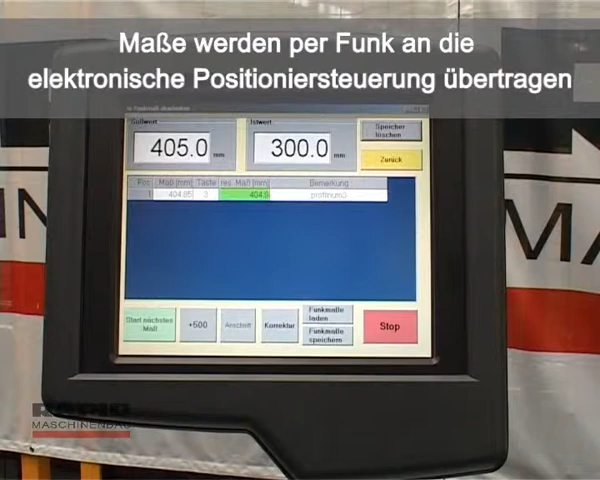 Maße werden per Funk an die
elektronische Positioniersteuerung übertragen
Sollwert
Istwert
405.0 mm
300.0 mm
Speicher
löschen
Zurück
Pos Maß [mm] Taste res. Maß [mm] Bemerkung
1 404.95 3 404.0
Start nächstes
Maß
+500
Anschnitt
Korrektur
Funkmaße
laden
Funkmaße
speichern
Stop
MASCHINENBAU